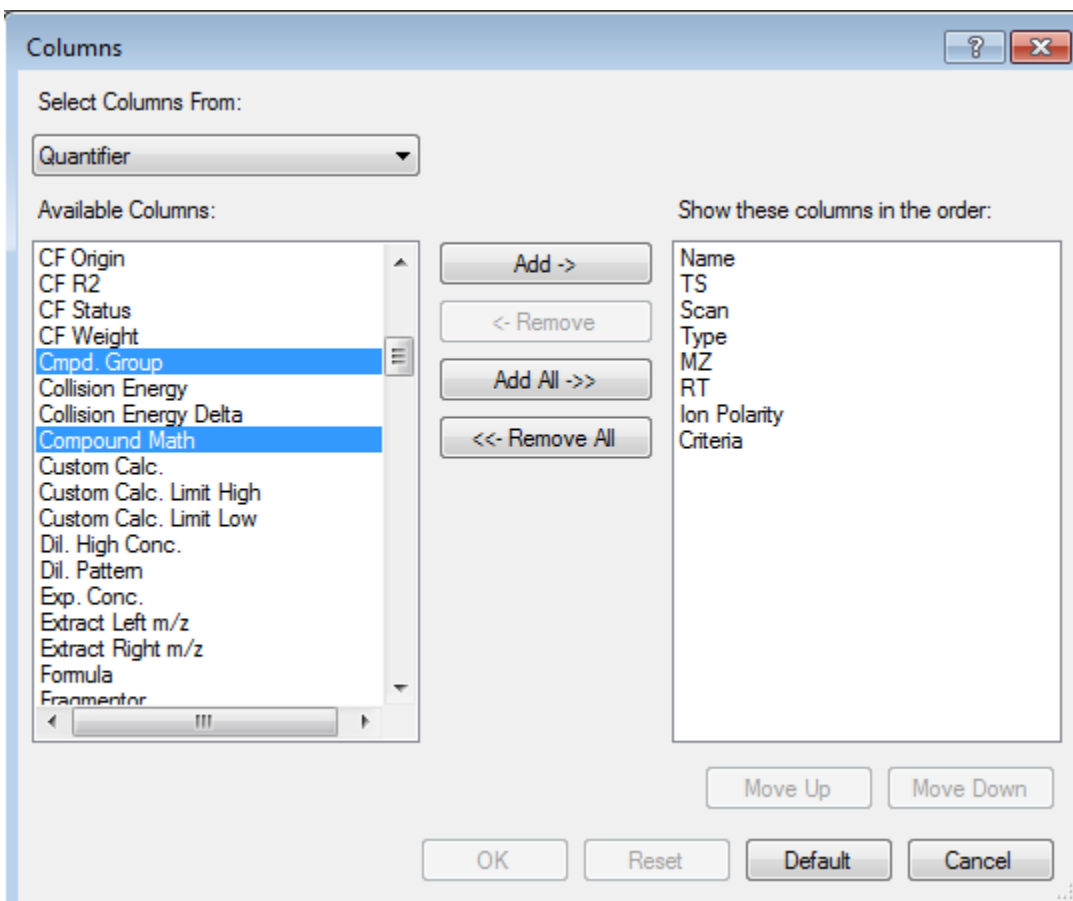 Columns
Select Columns From:
Quantifier
Available Columns:
CF Origin
CF R2
CF Status
CF Weight
Cmpd. Group
Collision Energy
Collision Energy Delta
Compound Math
Custom Calc.
Custom Calc. Limit High
Custom Calc. Limit Low
Dil. High Conc.
Dil. Pattern
Exp. Conc.
Extract Left m/z
Extract Right m/z
Formula
Fragmentor
Add ->
<- Remove
Add All ->>
<<- Remove All
Show these columns in the order:
Name
TS
Scan
Type
MZ
RT
Ion Polarity
Criteria
Move Up
Move Down
OK
Reset
Default
Cancel